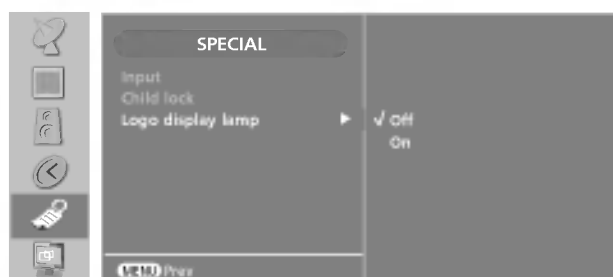 SPECIAL
Input
Child lock
Logo display lamp ▶ √ Off
On
MENU Prev